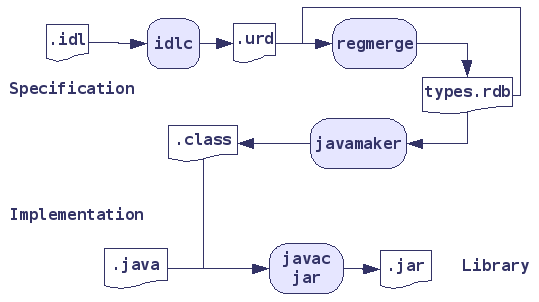 .idl
idlc
.urd
regmerge
types.rdb
Specification
.class
javamaker
Implementation
.java
javac
jar
.jar
Library